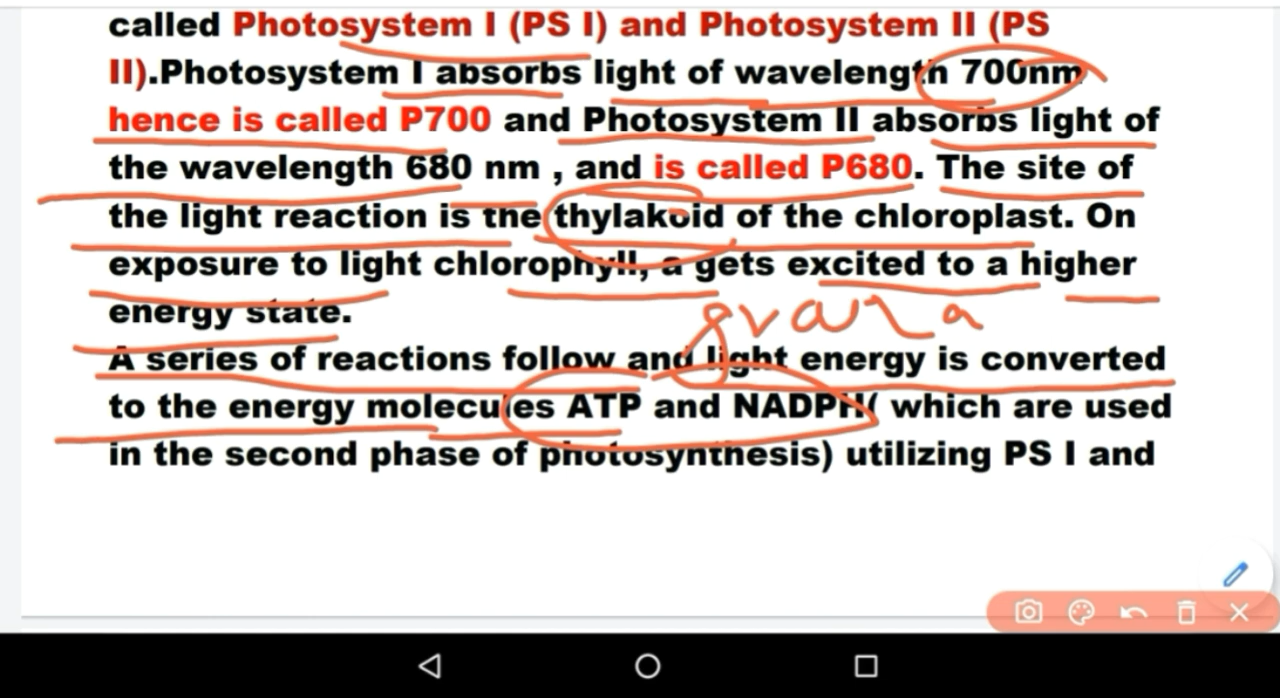 called Photosystem I (PS I) and Photosystem II (PS
II).Photosystem I absorbs light of wavelength 700nm
hence is called P700 and Photosystem II absorbs light of
the wavelength 680 nm , and is called P680. The site of
the light reaction is the thylakoid of the chloroplast. On
exposure to light chlorophyll, a gets excited to a higher
energy state.
grana
A series of reactions follow and light energy is converted
to the energy molecules ATP and NADPH( which are used
in the second phase of photosynthesis) utilizing PS I and